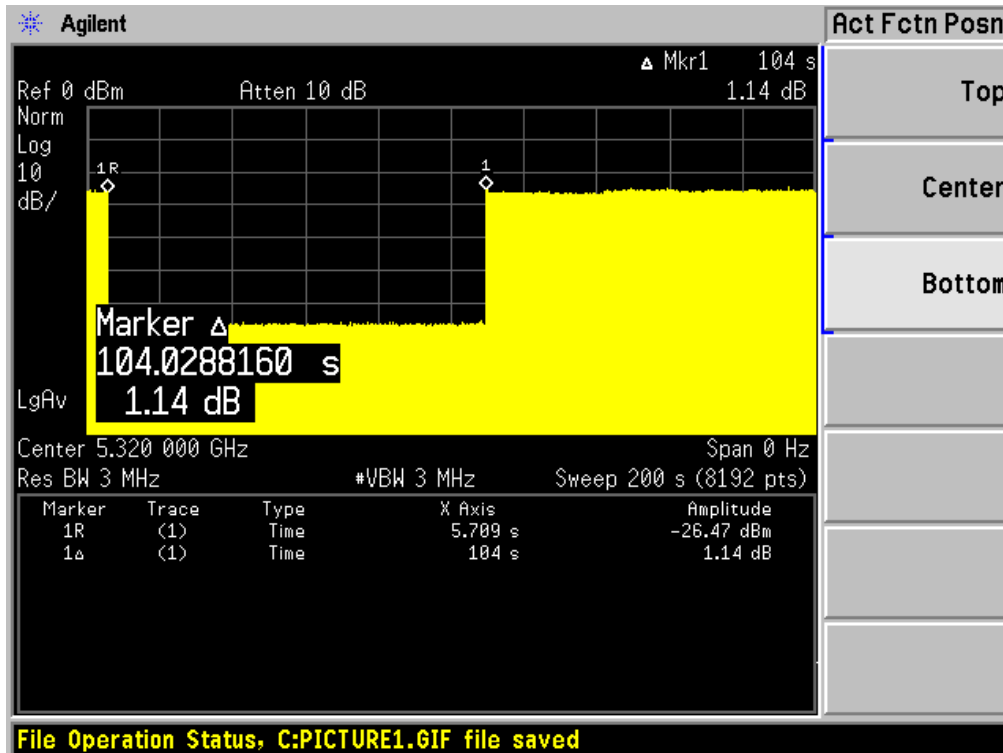 Agilent
Act Fctn Posn
Δ Mkr1 104 s
Ref 0 dBm Atten 10 dB 1.14 dB
Norm
Log
10
dB/
1R
1
Marker Δ
104.0288160 s
1.14 dB
LgAv
Center 5.320 000 GHz Span 0 Hz
Res BW 3 MHz #VBW 3 MHz Sweep 200 s (8192 pts)
Marker Trace Type X Axis Amplitude
1R (1) Time 5.709 s -26.47 dBm
1Δ (1) Time 104 s 1.14 dB
Top
Center
Bottom
File Operation Status, C:PICTURE1.GIF file saved